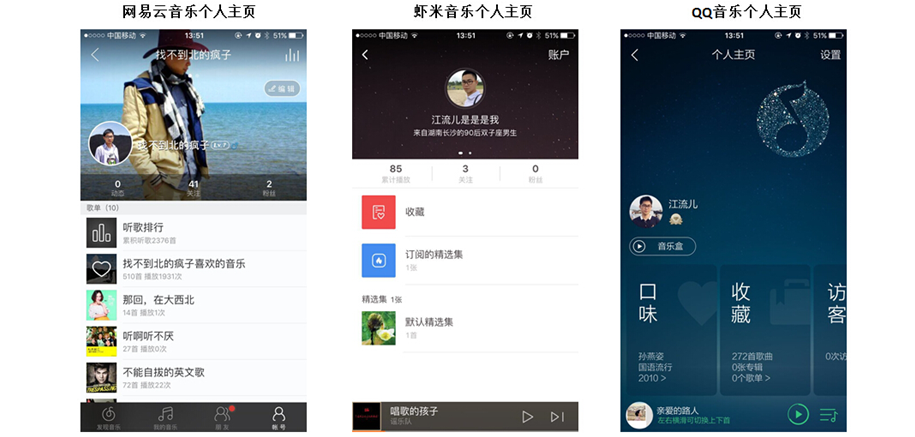 网易云音乐个人主页
虾米音乐个人主页
QQ音乐个人主页
中国移动 13:51 51%
找不到北的疯子
编辑
找不到北的疯子 Lv.7
0 41 2
动态 关注 粉丝
歌单（10）
听歌排行
累积听歌2376首
找不到北的疯子喜欢的音乐
510首 播放1931次
那回，在大西北
14首 播放1次
听啊听不厌
27首 播放0次
不能自拔的英文歌
72首 播放22次
发现音乐 我的音乐 朋友 帐号
中国移动 13:51 51%
账户
江流儿是是是我
来自湖南长沙的90后双子座男生
85 3 0
累计播放 关注 粉丝
收藏
订阅的精选集
1张
精选集 1张
默认精选集
1首
唱歌的孩子
谣乐队
中国移动 13:51 51%
个人主页 设置
江流儿
音乐盒
口味
孙燕姿
国语流行
2010 >
收藏
272首歌曲
0张专辑
0个歌单 >
访客
0次访
亲爱的路人
左右横滑可切换上下首